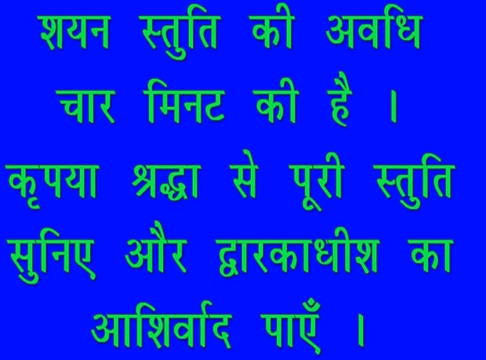 शयन स्तुति की अवधि
चार मिनट की है ।
कृपया श्रद्धा से पूरी स्तुति
सुनिए और द्वारकाधीश का
आशिर्वाद पाएँ ।